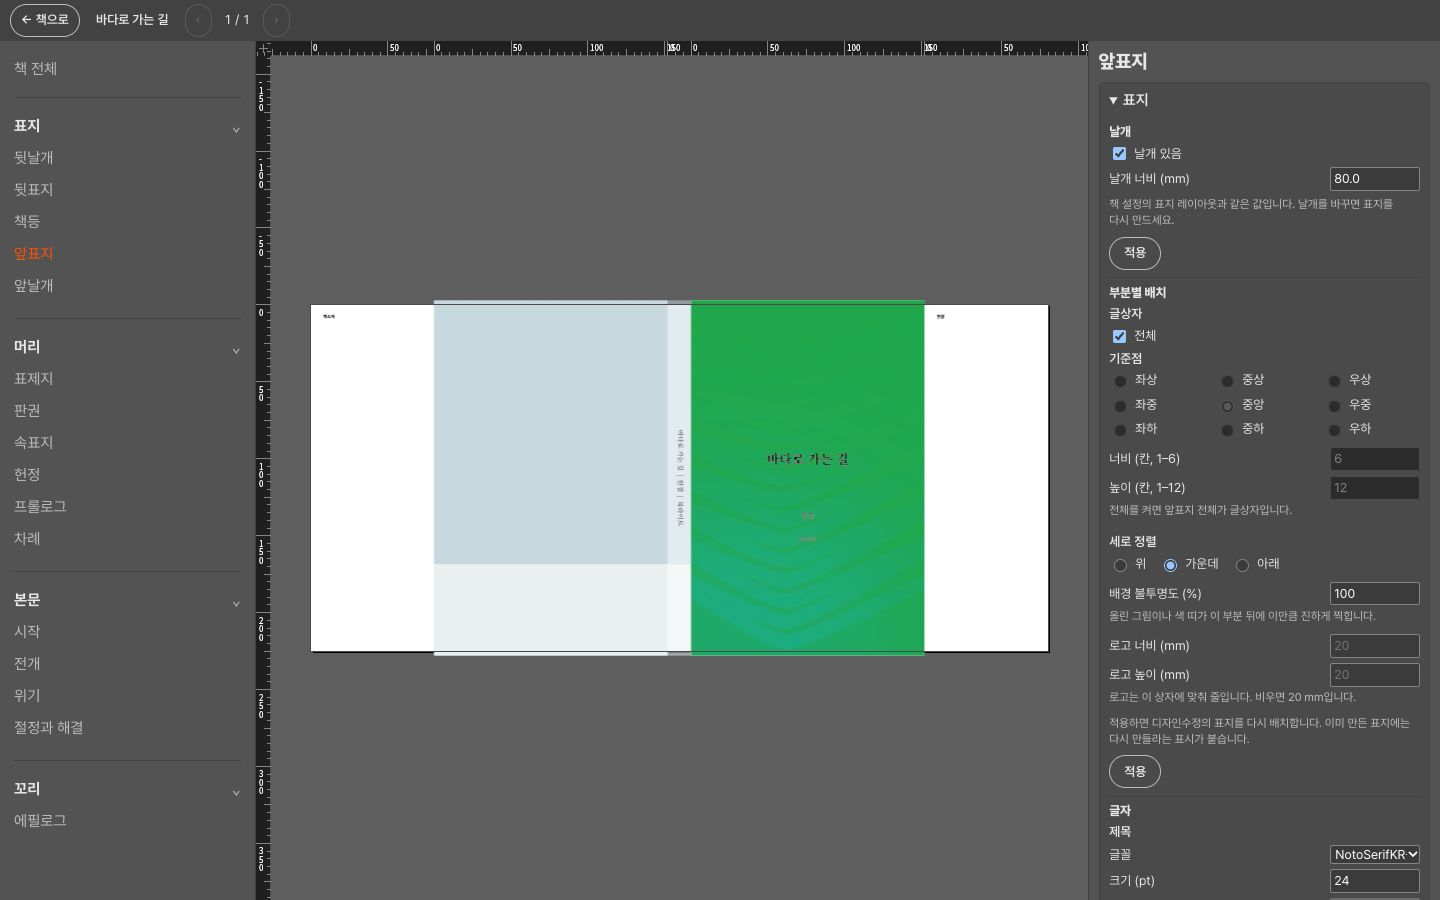 ← 책으로
바다로 가는 길
‹
1 / 1
›
책 전체
표지
뒷날개
뒷표지
책등
앞표지
앞날개
머리
표제지
판권
속표지
헌정
프롤로그
차례
본문
시작
전개
위기
절정과 해결
꼬리
에필로그
0 50 0 50 100 0 50 100 50
바다로 가는 길
바다로 가는 길
앞표지
▼ 표지
날개
날개 있음
날개 너비 (mm) 80.0
책 설정의 표지 레이아웃과 같은 값입니다. 날개를 바꾸면 표지를
다시 만드세요.
적용
부분별 배치
글상자
전체
기준점
좌상 중상 우상
좌중 중앙 우중
좌하 중하 우하
너비 (칸, 1–6) 6
높이 (칸, 1–12) 12
전체를 켜면 앞표지 전체가 글상자입니다.
세로 정렬
위 가운데 아래
배경 불투명도 (%) 100
올린 그림이나 색 띠가 이 부분 뒤에 이만큼 진하게 찍힙니다.
로고 너비 (mm) 20
로고 높이 (mm) 20
로고는 이 상자에 맞춰 줄입니다. 비우면 20 mm입니다.
적용하면 디자인수정의 표지를 다시 배치합니다. 이미 만든 표지에는
다시 만들라는 표시가 붙습니다.
적용
글자
제목
글꼴 NotoSerifKR
크기 (pt) 24